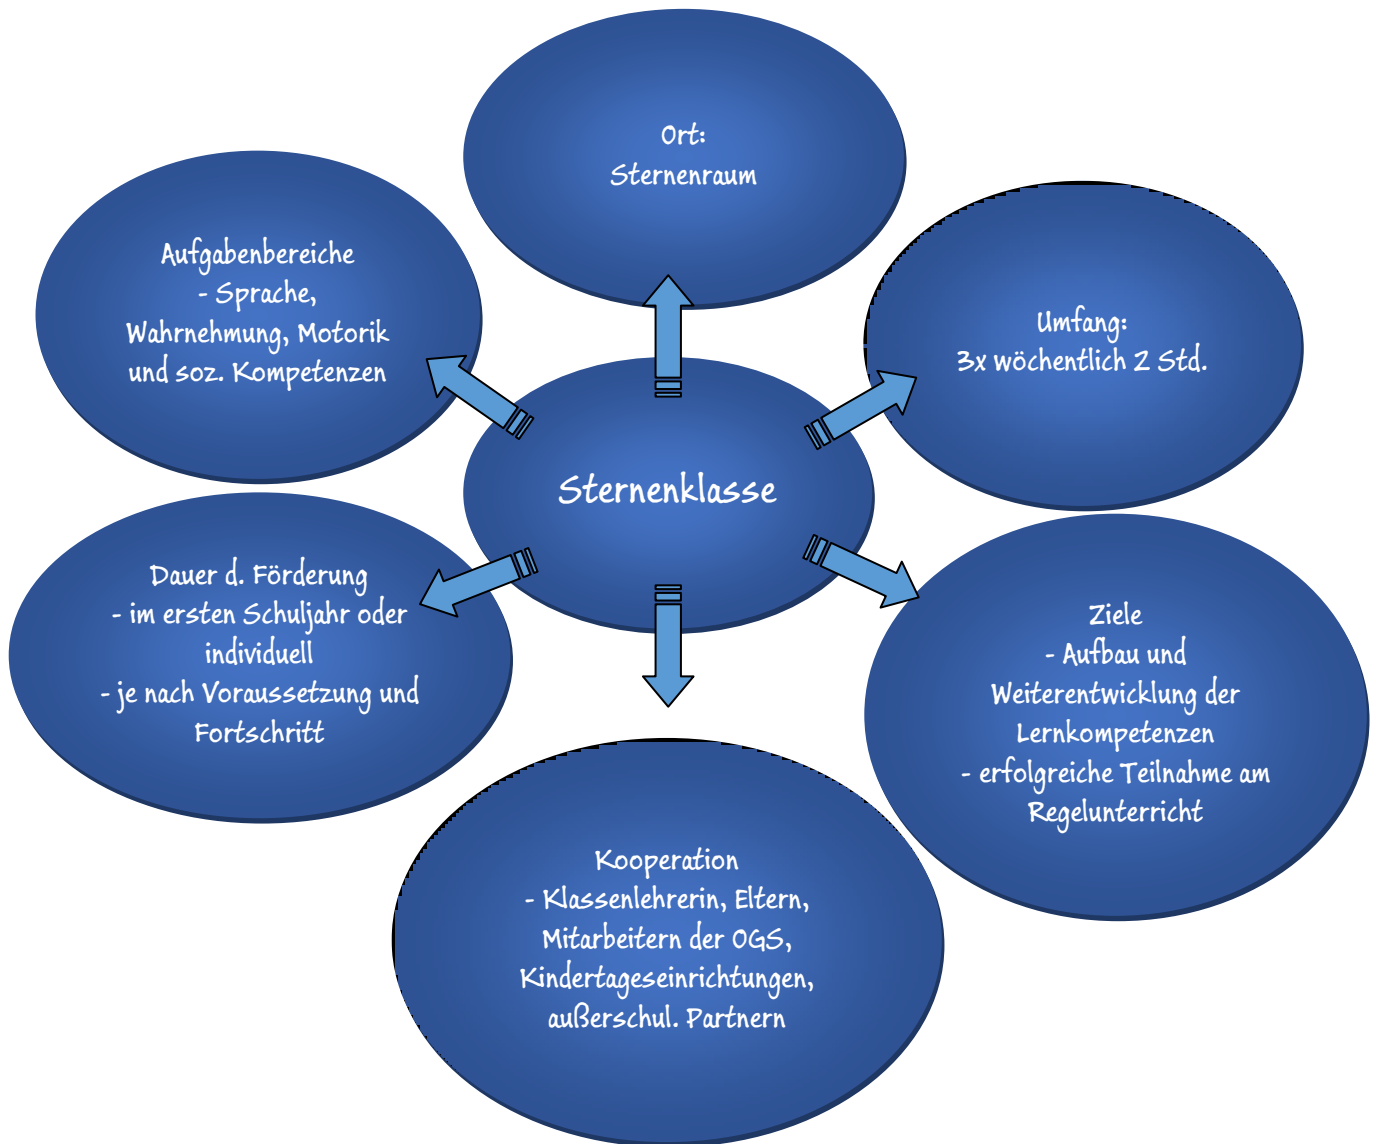 Ort:
Sternenraum
Aufgabenbereiche
- Sprache,
Wahrnehmung, Motorik
und soz. Kompetenzen
Umfang:
3x wöchentlich 2 Std.
Sternenklasse
Dauer d. Förderung
- im ersten Schuljahr oder
individuell
- je nach Voraussetzung und
Fortschritt
Ziele
- Aufbau und
Weiterentwicklung der
Lernkompetenzen
- erfolgreiche Teilnahme am
Regelunterricht
Kooperation
- Klassenlehrerin, Eltern,
Mitarbeitern der OGS,
Kindertageseinrichtungen,
außerschul. Partnern